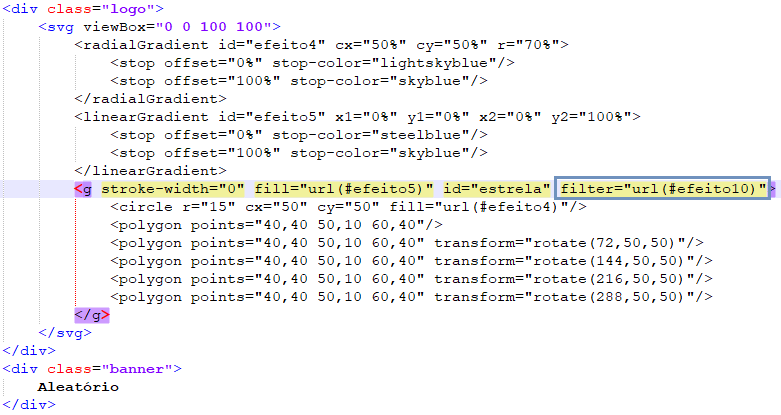 <div class="logo">
<svg viewBox="0 0 100 100">
<radialGradient id="efeito4" cx="50%" cy="50%" r="70%">
<stop offset="0%" stop-color="lightskyblue"/>
<stop offset="100%" stop-color="skyblue"/>
</radialGradient>
<linearGradient id="efeito5" x1="0%" y1="0%" x2="0%" y2="100%">
<stop offset="0%" stop-color="steelblue"/>
<stop offset="100%" stop-color="skyblue"/>
</linearGradient>
<g stroke-width="0" fill="url(#efeito5)" id="estrela" filter="url(#efeito10)">
<circle r="15" cx="50" cy="50" fill="url(#efeito4)"/>
<polygon points="40,40 50,10 60,40"/>
<polygon points="40,40 50,10 60,40" transform="rotate(72,50,50)"/>
<polygon points="40,40 50,10 60,40" transform="rotate(144,50,50)"/>
<polygon points="40,40 50,10 60,40" transform="rotate(216,50,50)"/>
<polygon points="40,40 50,10 60,40" transform="rotate(288,50,50)"/>
</g>
</svg>
</div>
<div class="banner">
Aleatório
</div>